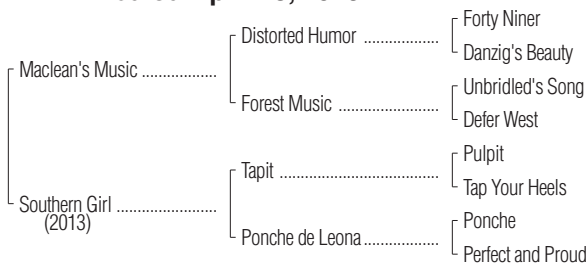 Forty Niner
Distorted Humor ..................
Danzig's Beauty
Maclean's Music .................
Unbridled's Song
Forest Music ........................
Defer West
Pulpit
Tapit ......................................
Tap Your Heels
Southern Girl ......................
(2013)
Ponche
Ponche de Leona .................
Perfect and Proud